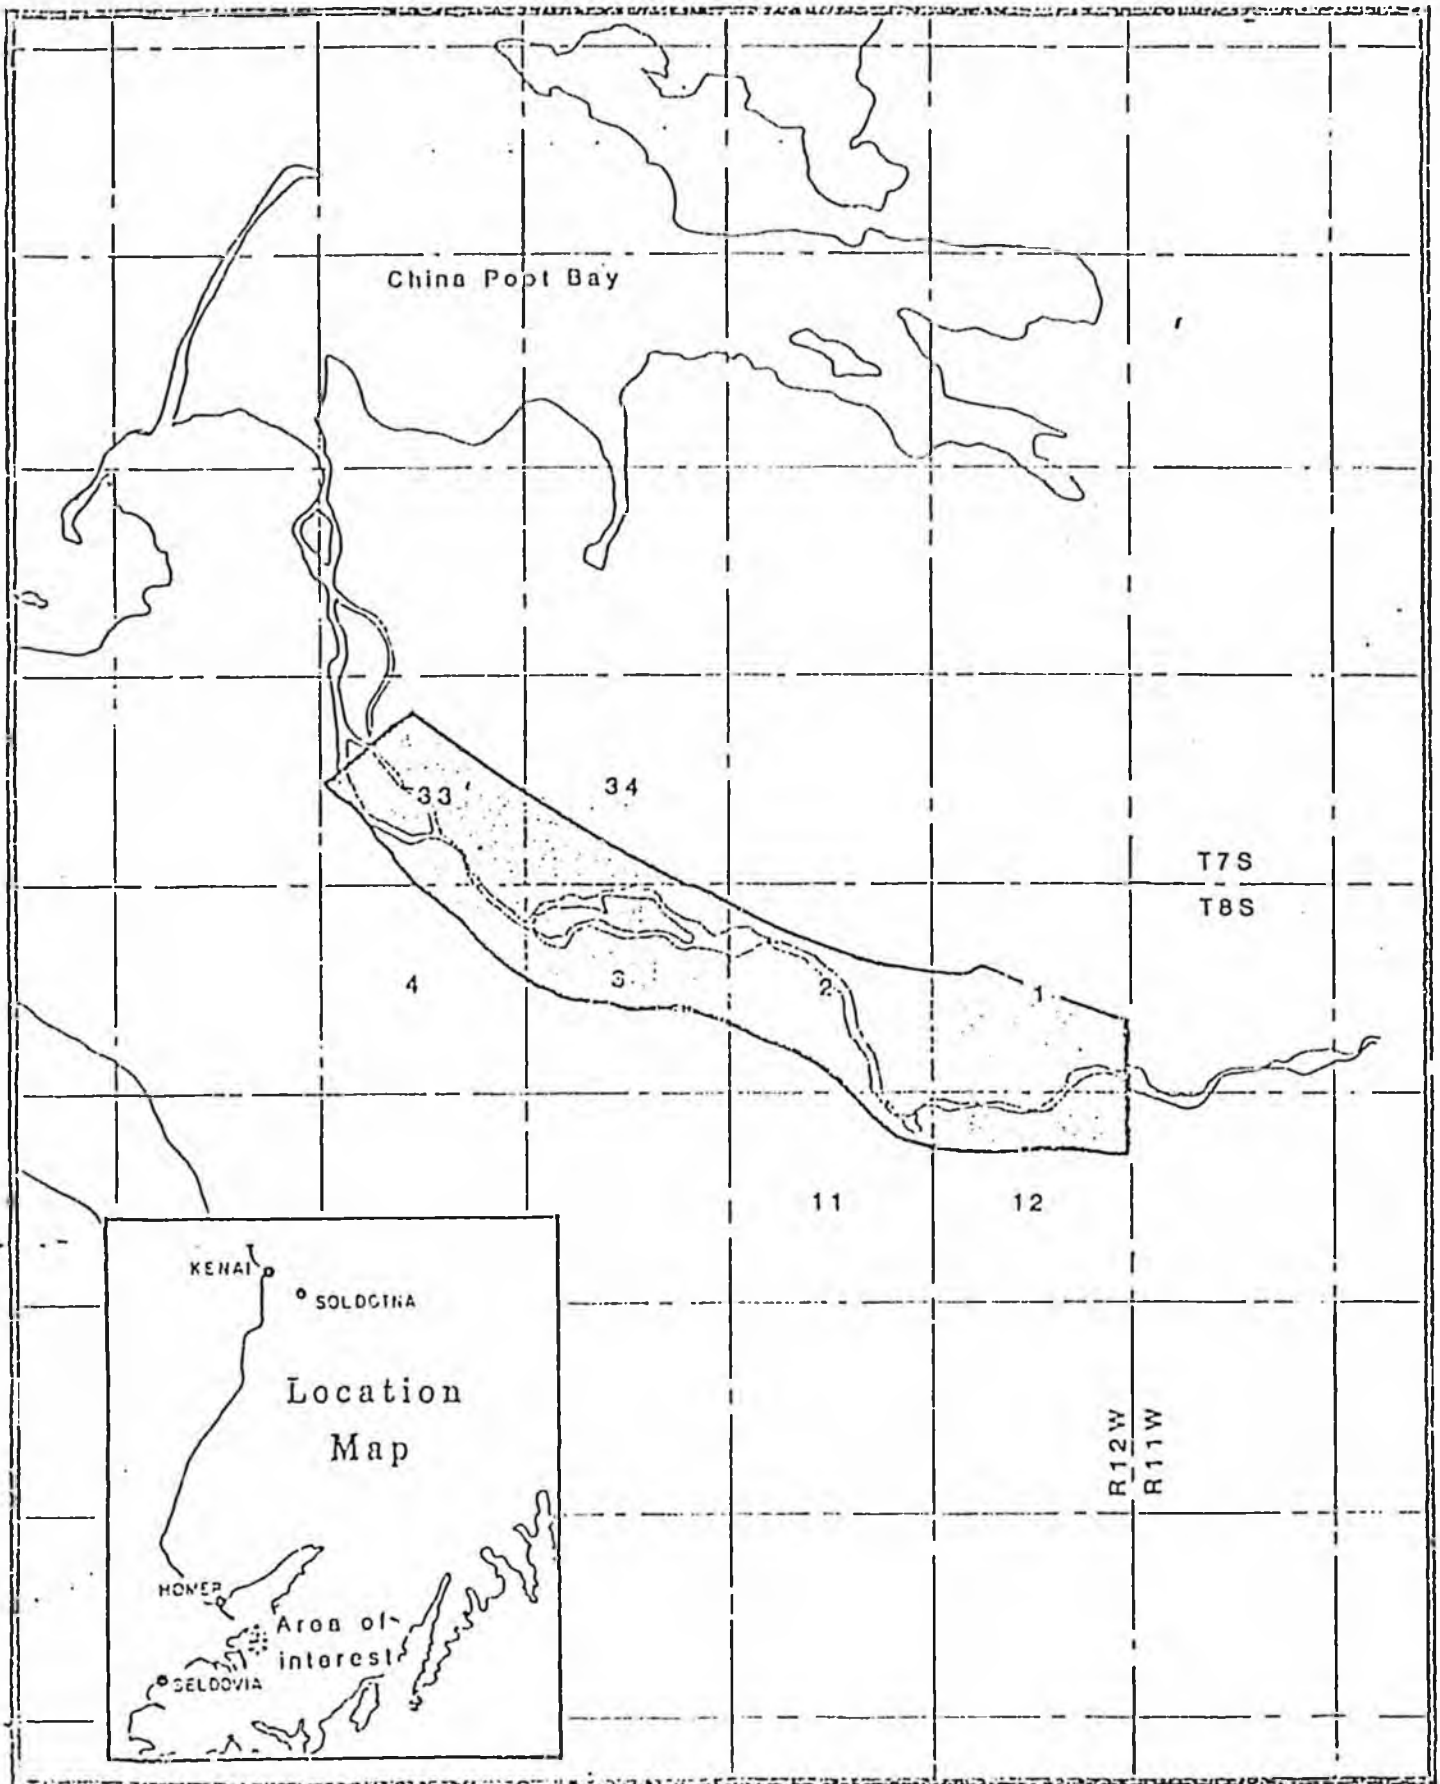 China Poot Bay
33
34
T7S
T8S
4
3
2
1
11
12
R12W
R11W
KENAI
SOLDOTNA
Location
Map
HOMER
Area of
interest
SELDOVIA